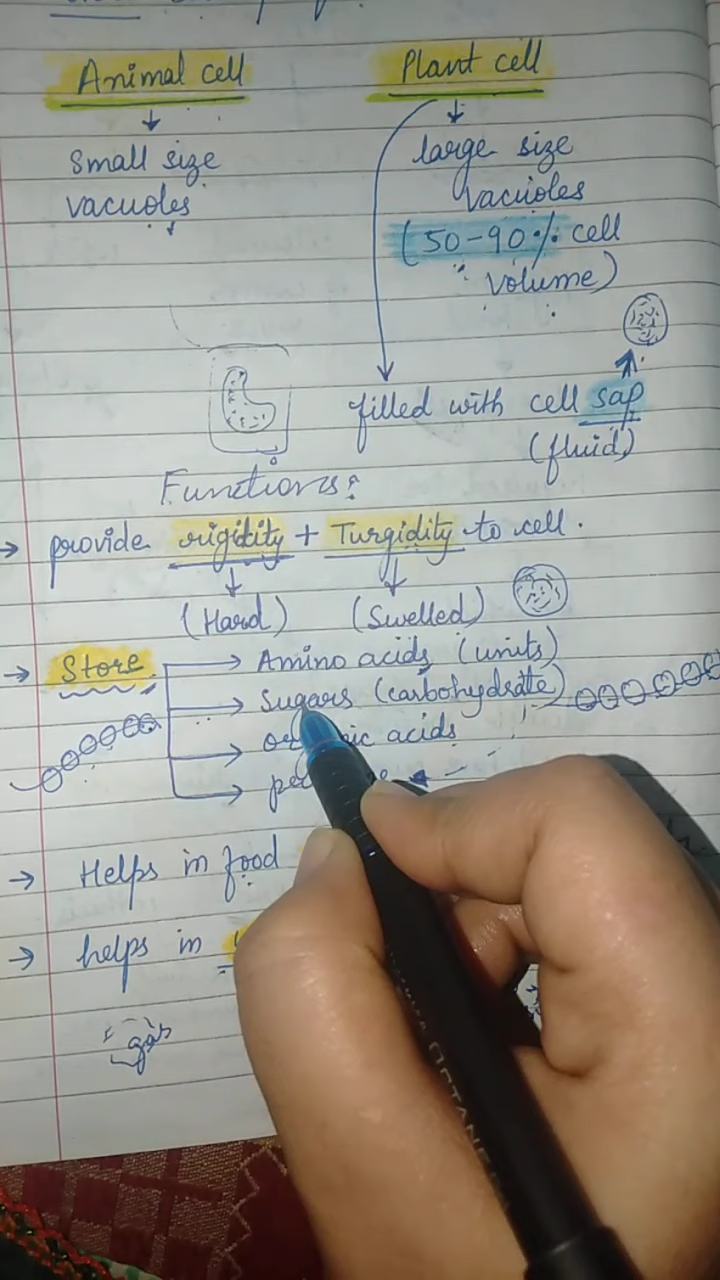 Animal cell
Plant cell
Small size
vacuoles
large size
vacuoles
(50-90% cell
volume)
filled with cell sap
(fluid)
Functions:
→ provide rigidity + Turgidity to cell.
(Hard) (Swelled)
→ Store → Amino acids (units)
→ Sugars (carbohydrate)
→ acids
→
→ Helps in food
→ helps in
gas